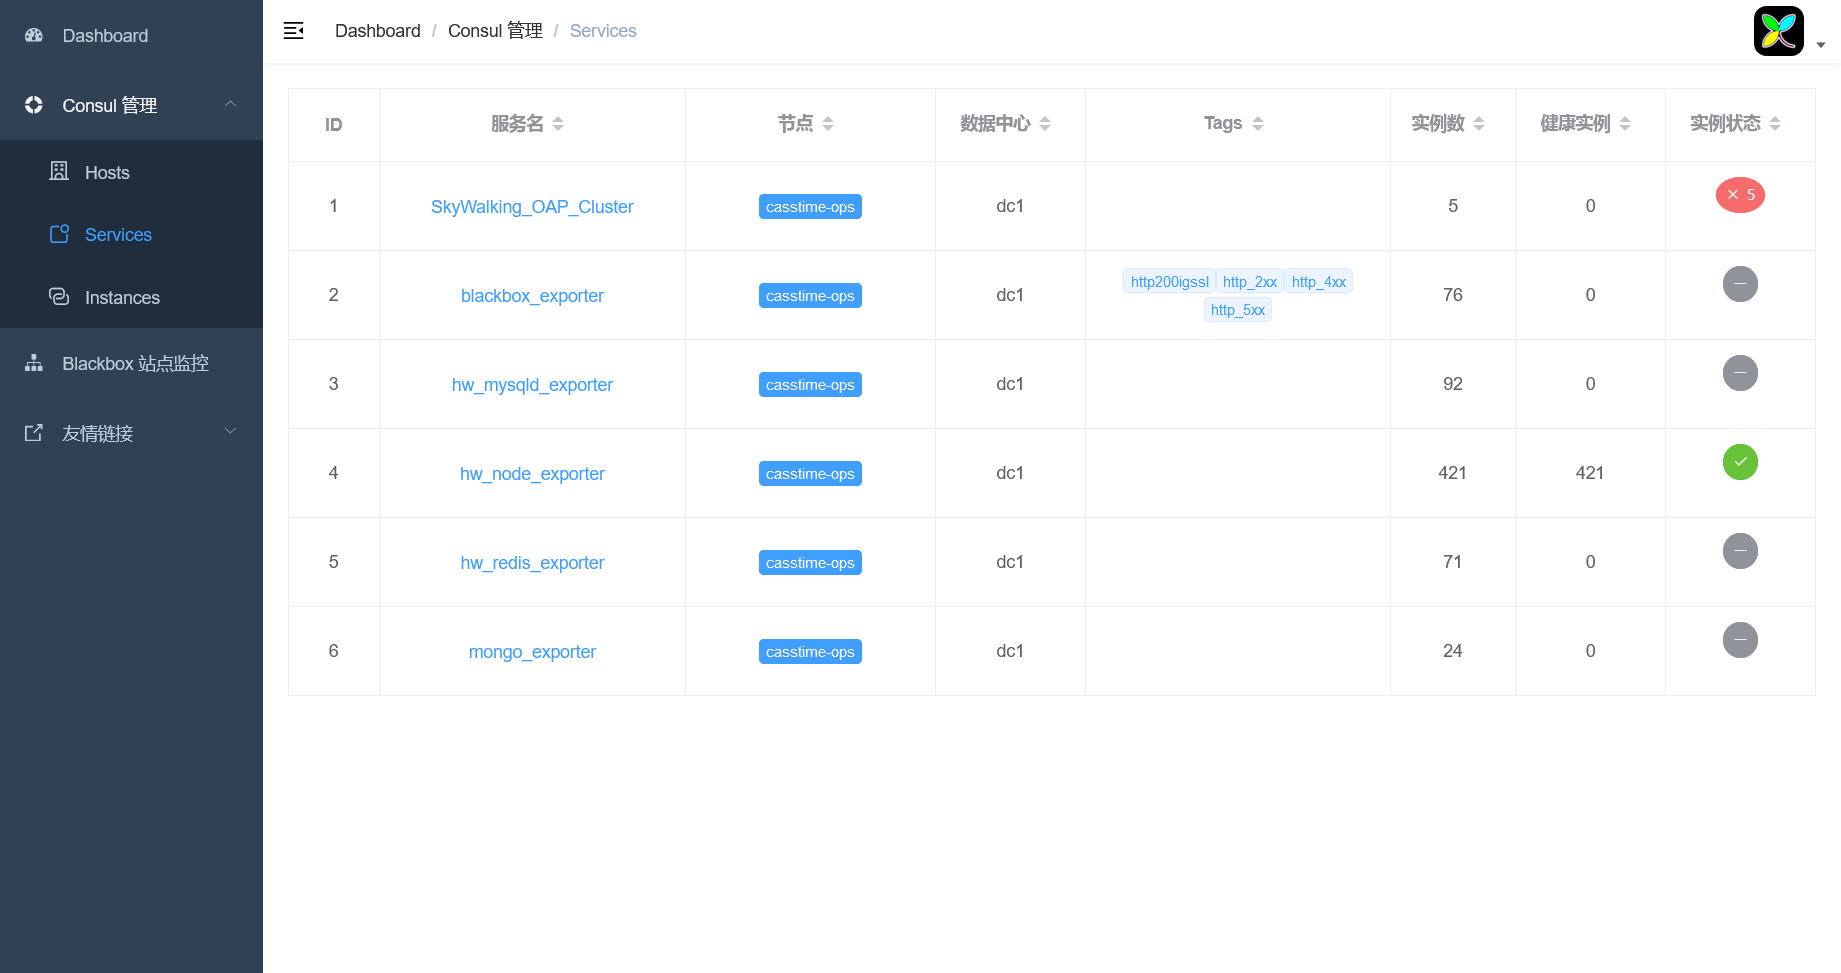 Dashboard
Consul 管理
Hosts
Services
Instances
Blackbox 站点监控
友情链接
Dashboard / Consul 管理 / Services
ID 服务名 节点 数据中心 Tags 实例数 健康实例 实例状态
1 SkyWalking_OAP_Cluster casstime-ops dc1 5 0 × 5
2 blackbox_exporter casstime-ops dc1 http200igssl http_2xx http_4xx 76 0
http_5xx
3 hw_mysqld_exporter casstime-ops dc1 92 0
4 hw_node_exporter casstime-ops dc1 421 421
5 hw_redis_exporter casstime-ops dc1 71 0
6 mongo_exporter casstime-ops dc1 24 0